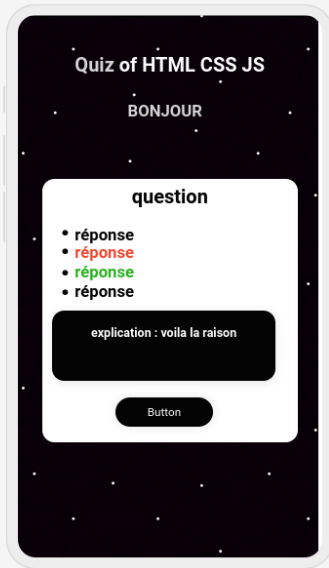 Quiz of HTML CSS JS
BONJOUR
question
réponse
réponse
réponse
réponse
explication : voila la raison
Button